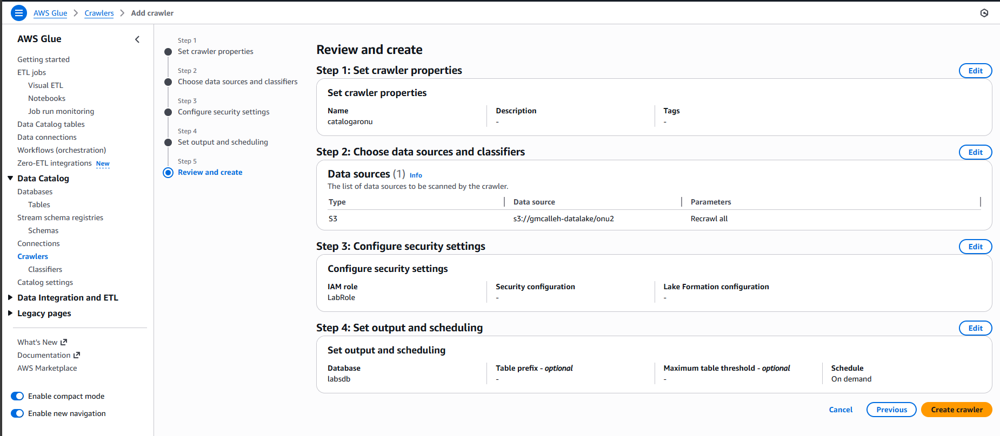 AWS Glue > Crawlers > Add crawler
AWS Glue
Getting started
ETL jobs
Visual ETL
Notebooks
Job run monitoring
Data Catalog tables
Data connections
Workflows (orchestration)
Zero-ETL integrations New
Data Catalog
Databases
Tables
Stream schema registries
Schemas
Connections
Crawlers
Classifiers
Catalog settings
Data Integration and ETL
Legacy pages
What's New
Documentation
AWS Marketplace
Enable compact mode
Enable new navigation
Step 1
Set crawler properties
Step 2
Choose data sources and classifiers
Step 3
Configure security settings
Step 4
Set output and scheduling
Step 5
Review and create
Review and create
Step 1: Set crawler properties Edit
Set crawler properties
Name Description Tags
catalogaronu - -
Step 2: Choose data sources and classifiers Edit
Data sources (1) Info
The list of data sources to be scanned by the crawler.
Type Data source Parameters
S3 s3://gmcalleh-datalake/onu2 Recrawl all
Step 3: Configure security settings Edit
Configure security settings
IAM role Security configuration Lake Formation configuration
LabRole - -
Step 4: Set output and scheduling Edit
Set output and scheduling
Database Table prefix - optional Maximum table threshold - optional Schedule
labsdb - - On demand
Cancel Previous Create crawler